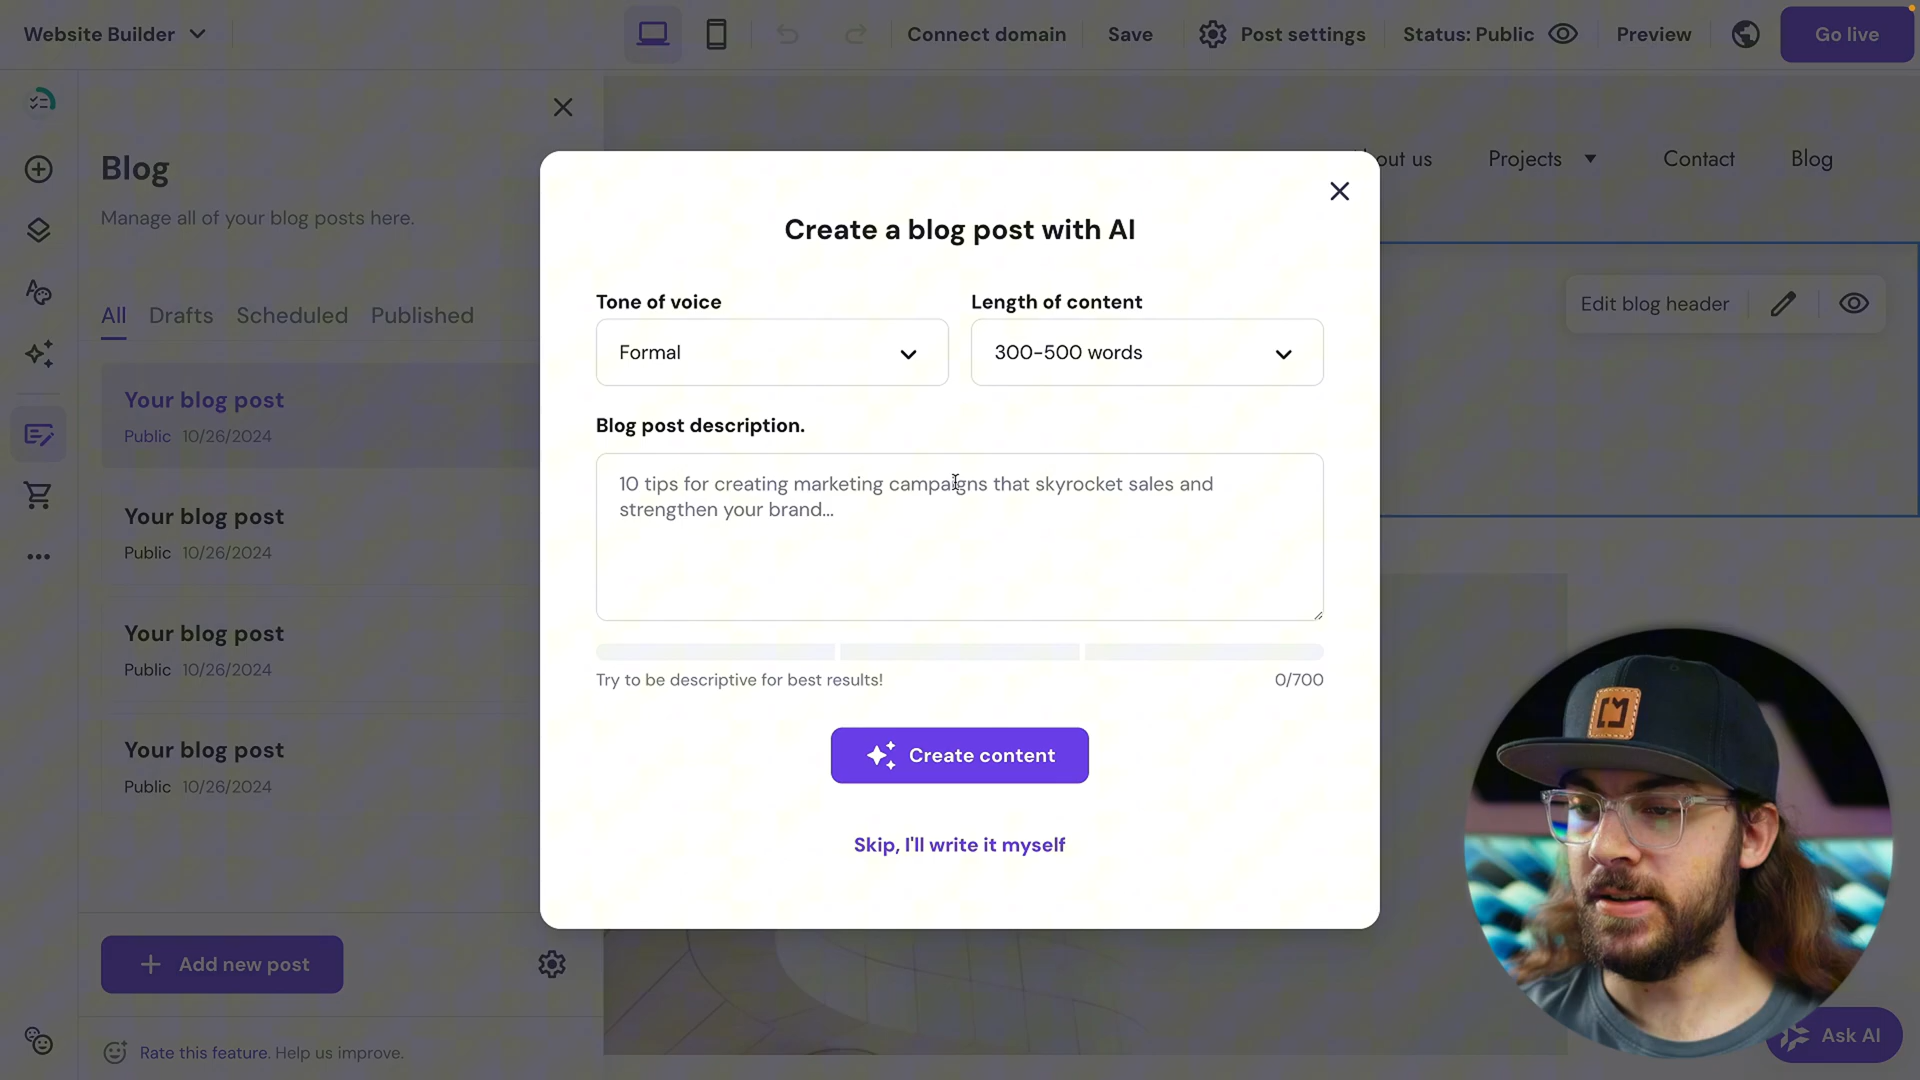 Website Builder
Connect domain
Save
Post settings
Status: Public
Preview
Go live
Blog
Manage all of your blog posts here.
All
Drafts
Scheduled
Published
Your blog post
Public 10/26/2024
Your blog post
Public 10/26/2024
Your blog post
Public 10/26/2024
Your blog post
Public 10/26/2024
Add new post
Rate this feature. Help us improve.
out us
Projects
Contact
Blog
Edit blog header
Create a blog post with AI
Tone of voice
Length of content
Formal
300-500 words
Blog post description.
10 tips for creating marketing campaigns that skyrocket sales and
strengthen your brand...
Try to be descriptive for best results!
0/700
Create content
Skip, I'll write it myself
Ask AI